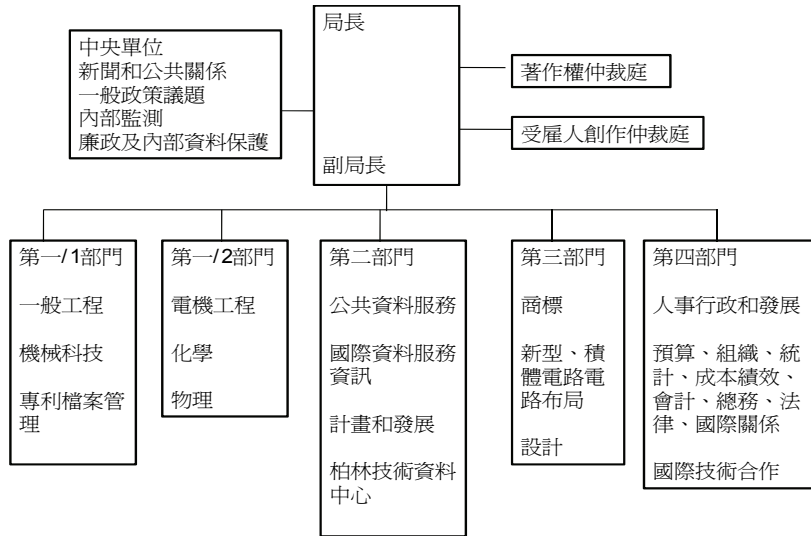 局長
副局長
中央單位
新聞和公共關係
一般政策議題
內部監測
廉政及內部資料保護
著作權仲裁庭
受雇人創作仲裁庭
第一/1部門
一般工程
機械科技
專利檔案管
理
第一/2部門
電機工程
化學
物理
第二部門
公共資料服務
國際資料服務
資訊
計畫和發展
柏林技術資料
中心
第三部門
商標
新型、積
體電路電
路布局
設計
第四部門
人事行政和發展
預算、組織、統
計、成本績效、
會計、總務、法
律、國際關係
國際技術合作